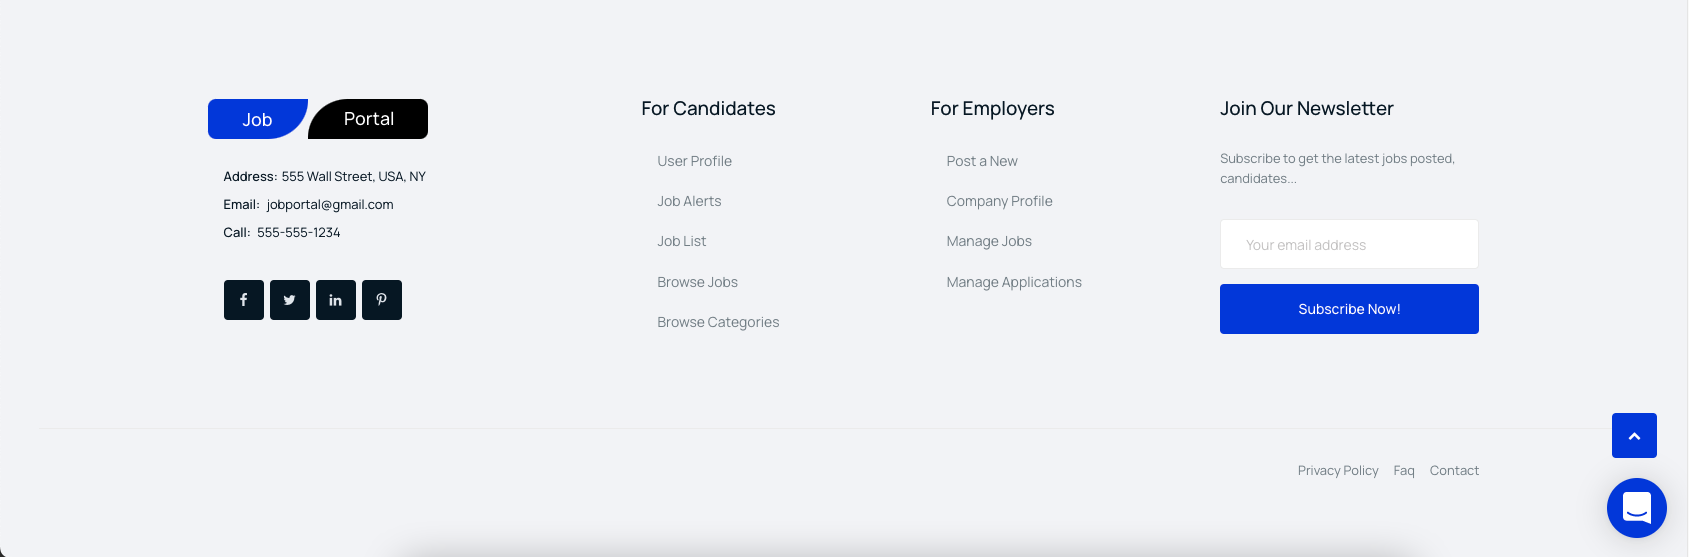 Job Portal
Address: 555 Wall Street, USA, NY
Email: jobportal@gmail.com
Call: 555-555-1234
For Candidates
User Profile
Job Alerts
Job List
Browse Jobs
Browse Categories
For Employers
Post a New
Company Profile
Manage Jobs
Manage Applications
Join Our Newsletter
Subscribe to get the latest jobs posted,
candidates...
Your email address
Subscribe Now!
Privacy Policy Faq Contact